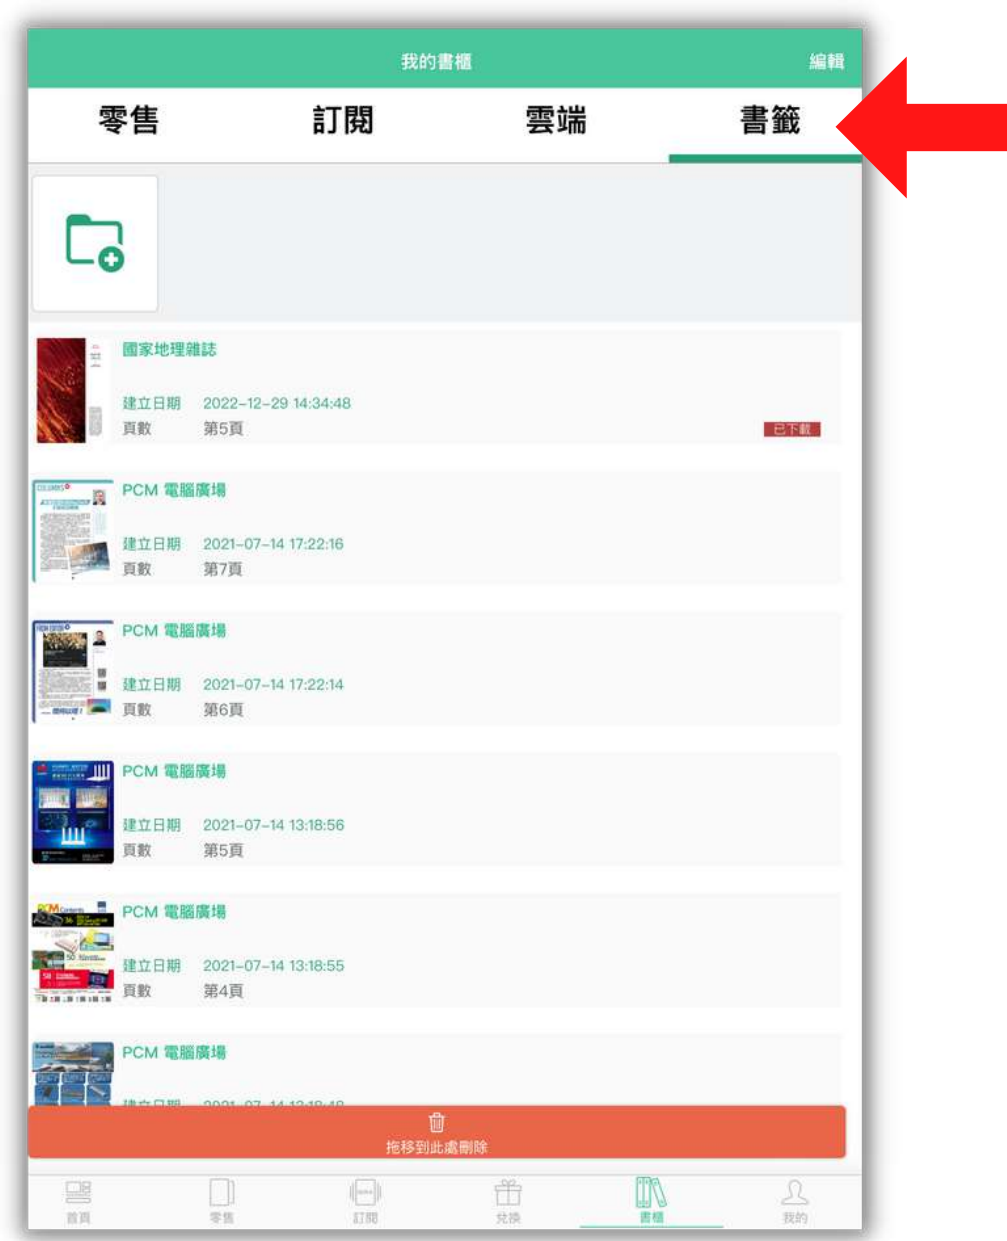 我的書櫃 編輯
零售 訂閱 雲端 書籤
國家地理雜誌
建立日期 2022-12-29 14:34:48
頁數 第5頁
已下載
PCM 電腦廣場
建立日期 2021-07-14 17:22:16
頁數 第7頁
PCM 電腦廣場
建立日期 2021-07-14 17:22:14
頁數 第6頁
PCM 電腦廣場
建立日期 2021-07-14 13:18:56
頁數 第5頁
PCM 電腦廣場
建立日期 2021-07-14 13:18:55
頁數 第4頁
PCM 電腦廣場
拖移到此處刪除
首頁 零售 訂閱 兌換 書櫃 我的